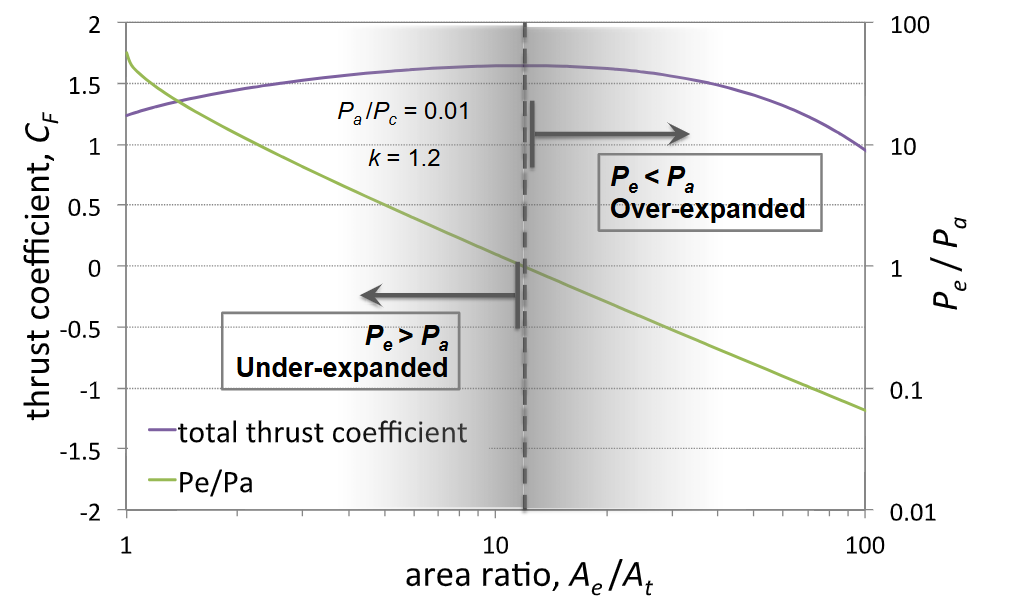 2
1.5
1
0.5
0
-0.5
-1
-1.5
-2
thrust coefficient, C_F
100
10
1
0.1
0.01
P_e / P_a
P_a/P_c = 0.01
k = 1.2
P_e < P_a
Over-expanded
P_e > P_a
Under-expanded
total thrust coefficient
Pe/Pa
1
10
100
area ratio, A_e/A_t